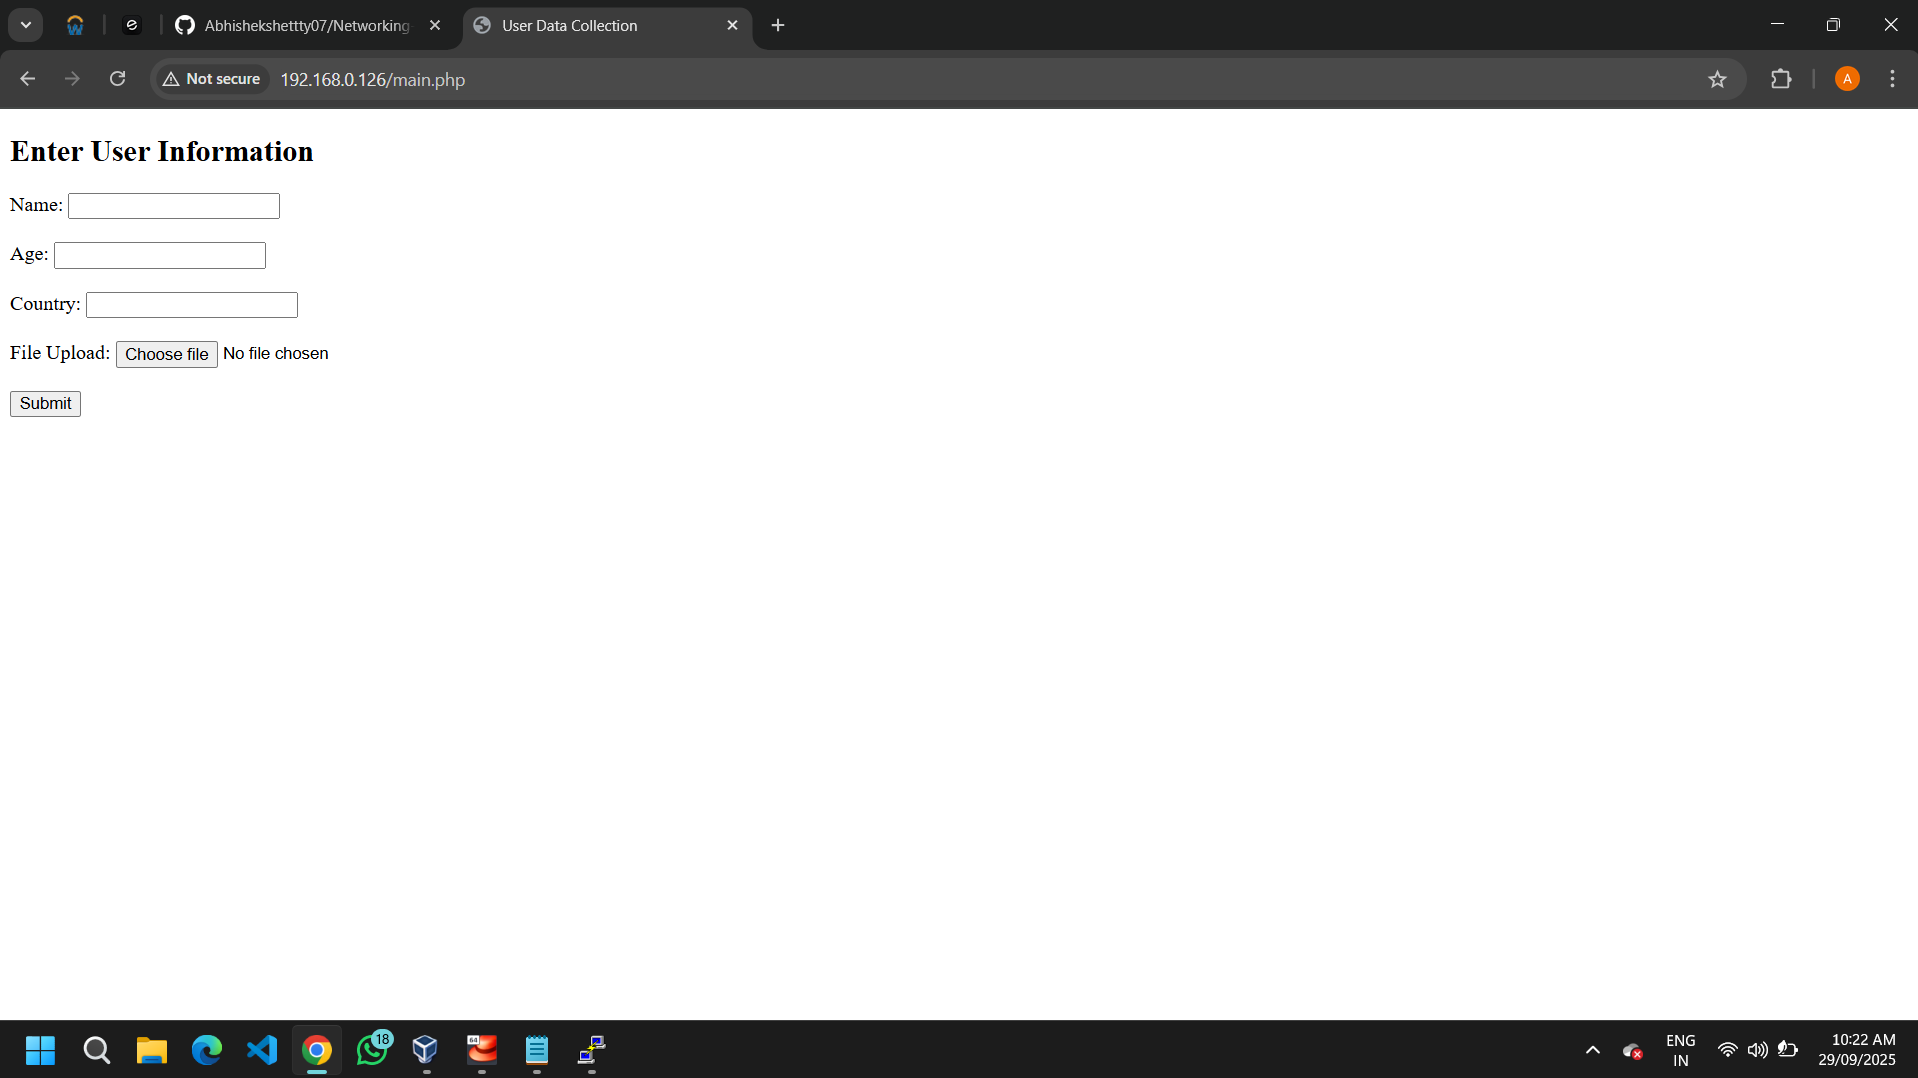 Abhishekshettty07/Networking-
User Data Collection
Not secure
192.168.0.126/main.php
A
Enter User Information
Name:
Age:
Country:
File Upload: Choose file No file chosen
Submit
18
64
ENG
IN
10:22 AM
29/09/2025